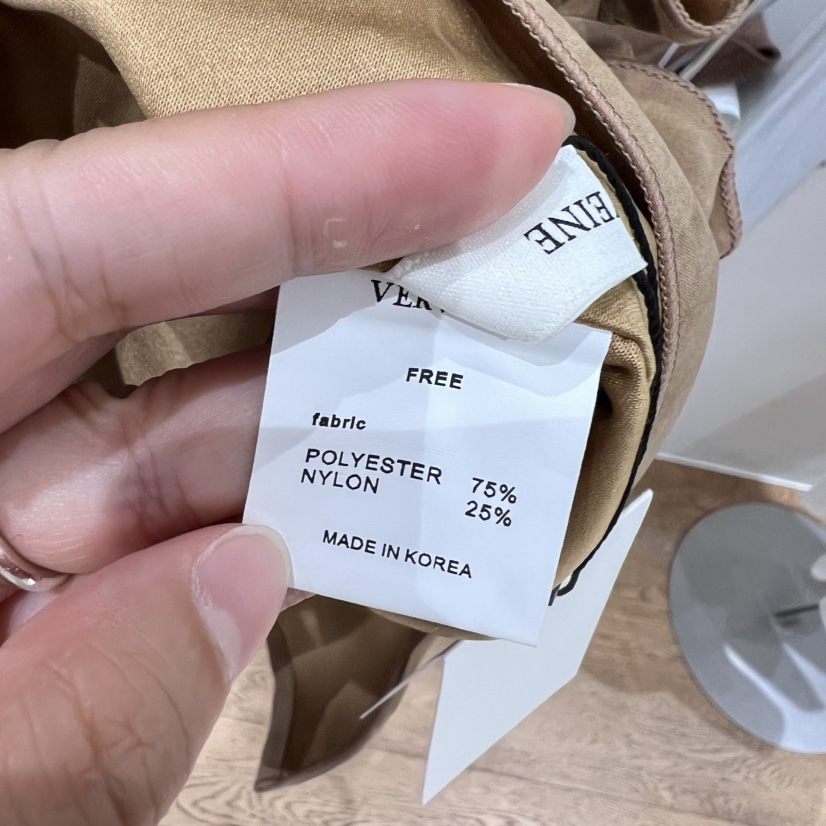 FREE
fabric
POLYESTER 75%
NYLON 25%
MADE IN KOREA